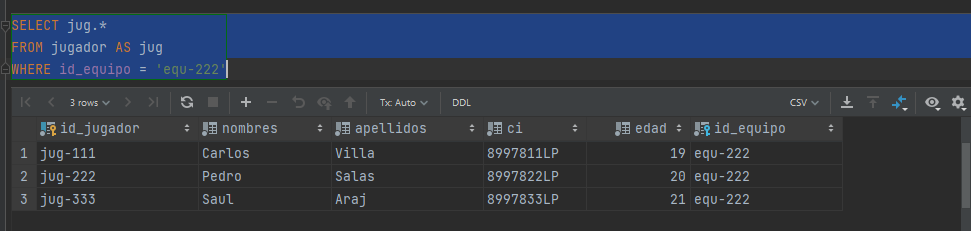 SELECT jug.*
FROM jugador AS jug
WHERE id_equipo = 'equ-222'
3 rows Tx: Auto DDL CSV
id_jugador nombres apellidos ci edad id_equipo
1 jug-111 Carlos Villa 8997811LP 19 equ-222
2 jug-222 Pedro Salas 8997822LP 20 equ-222
3 jug-333 Saul Araj 8997833LP 21 equ-222